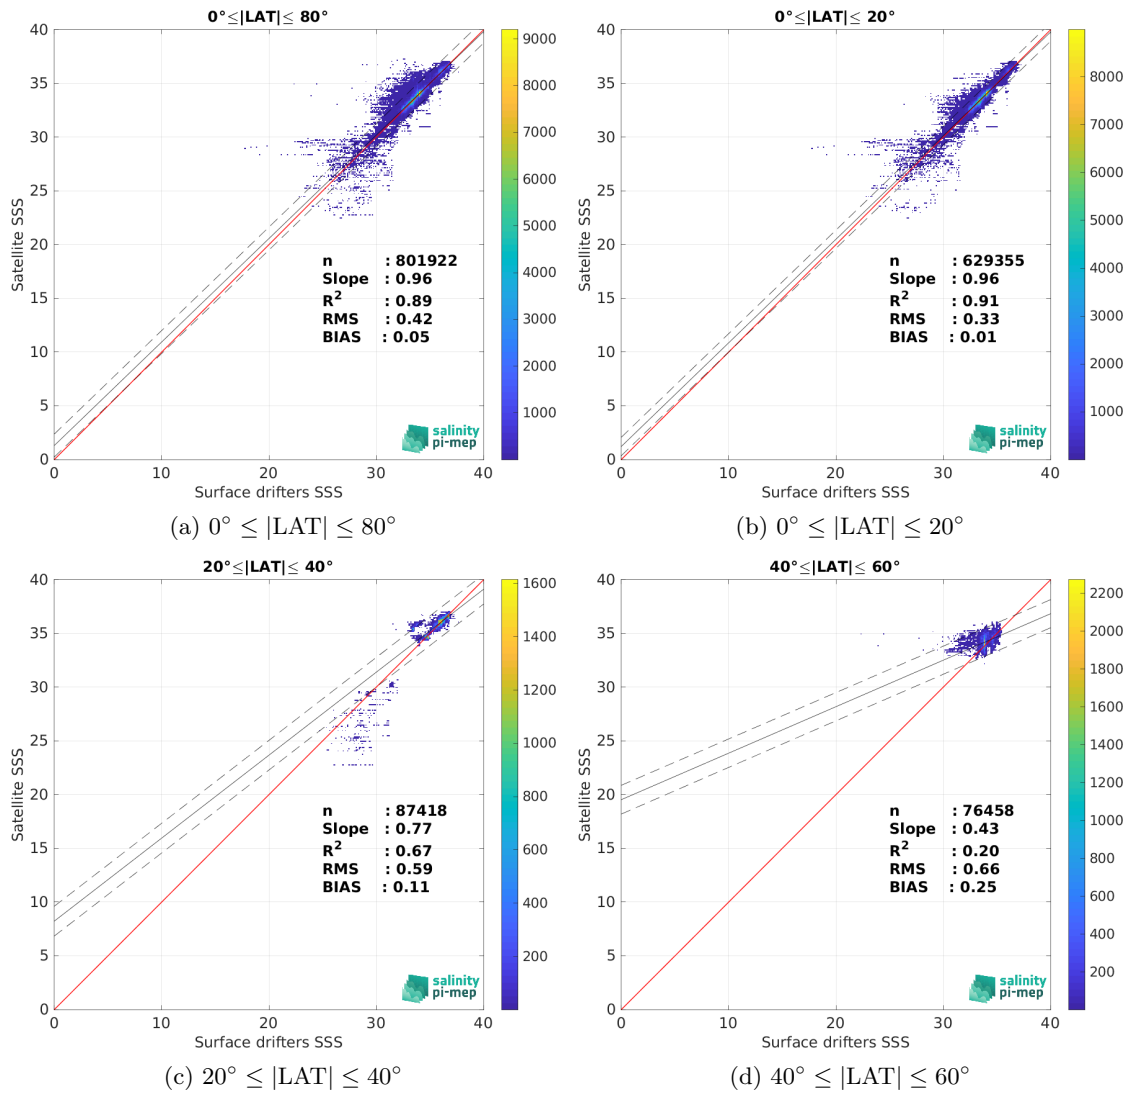 0°≤|LAT|≤ 80°
40
35
30
25
20
15
10
5
0
Satellite SSS
0
10
20
30
40
Surface drifters SSS
n : 801922
Slope : 0.96
R² : 0.89
RMS : 0.42
BIAS : 0.05
salinity
pi-mep
9000
8000
7000
6000
5000
4000
3000
2000
1000
(a) 0° ≤ |LAT| ≤ 80°
0°≤|LAT|≤ 20°
40
35
30
25
20
15
10
5
0
Satellite SSS
0
10
20
30
40
Surface drifters SSS
n : 629355
Slope : 0.96
R² : 0.91
RMS : 0.33
BIAS : 0.01
salinity
pi-mep
8000
7000
6000
5000
4000
3000
2000
1000
(b) 0° ≤ |LAT| ≤ 20°
20°≤|LAT|≤ 40°
40
35
30
25
20
15
10
5
0
Satellite SSS
0
10
20
30
40
Surface drifters SSS
n : 87418
Slope : 0.77
R² : 0.67
RMS : 0.59
BIAS : 0.11
salinity
pi-mep
1600
1400
1200
1000
800
600
400
200
(c) 20° ≤ |LAT| ≤ 40°
40°≤|LAT|≤ 60°
40
35
30
25
20
15
10
5
0
Satellite SSS
0
10
20
30
40
Surface drifters SSS
n : 76458
Slope : 0.43
R² : 0.20
RMS : 0.66
BIAS : 0.25
salinity
pi-mep
2200
2000
1800
1600
1400
1200
1000
800
600
400
200
(d) 40° ≤ |LAT| ≤ 60°